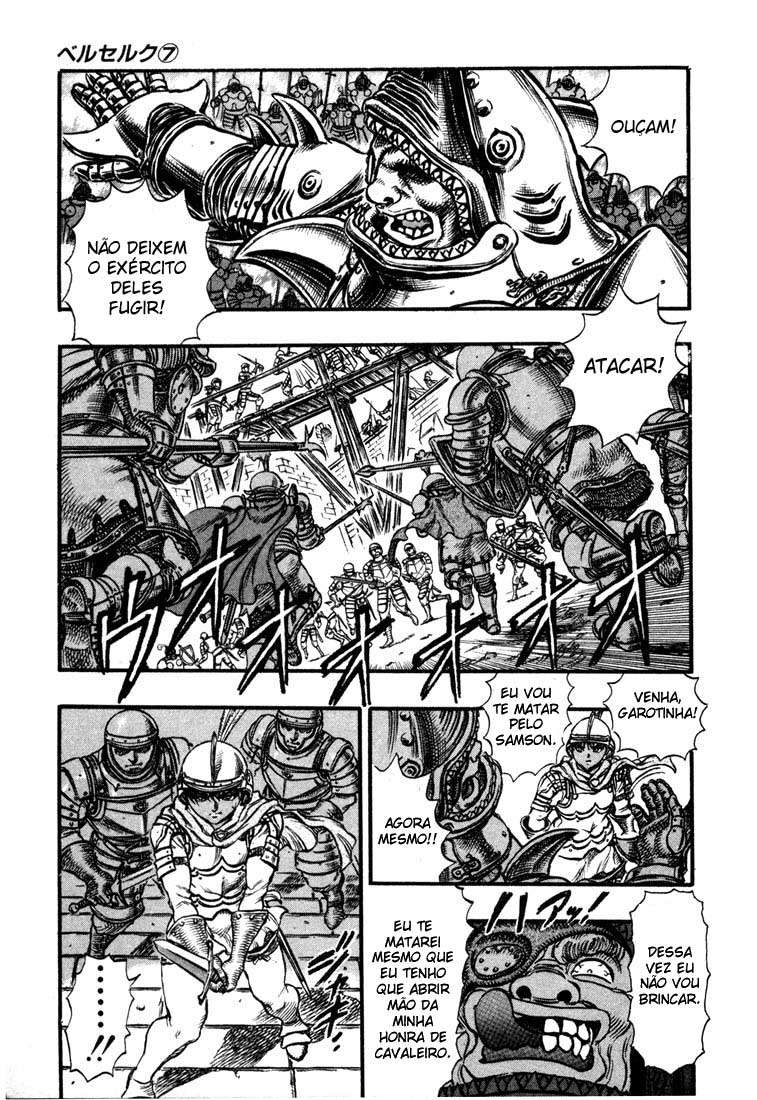 ベルセルク⑦
OUÇAM!
NÃO DEIXEM
O EXÉRCITO
DELES
FUGIR!
ATACAR!
ウオオオオオオ
VENHA,
GAROTINHA!
EU VOU
TE MATAR
PELO
SAMSON.
AGORA
MESMO!!
ハアッ!
DESSA
VEZ EU
NÃO VOU
BRINCAR.
EU TE
MATAREI
MESMO QUE
EU TENHO
QUE ABRIR
MÃO DA
MINHA
HONRA DE
CAVALEIRO.
......!!